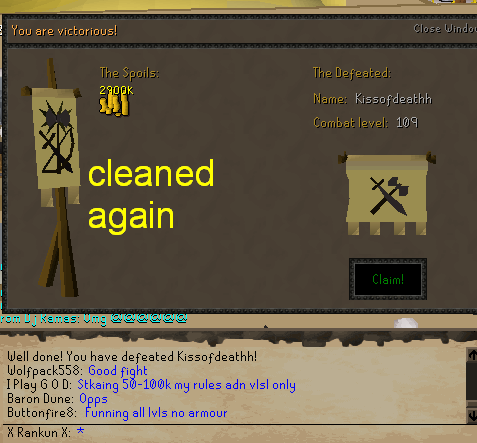 You are victorious!
Close Windo
The Spoils:
2900k
The Defeated:
Name: Kissofdeathh
Combat level: 109
cleaned
again
Claim!
Well done! You have defeated Kissofdeathh!
Wolfpack558: Good fight
I Play G O D: Stkaing 50-100k my rules adn vlsl only
Baron Dune: Opps
Buttonfire8: Funning all lvls no armour
X Rankun X: *